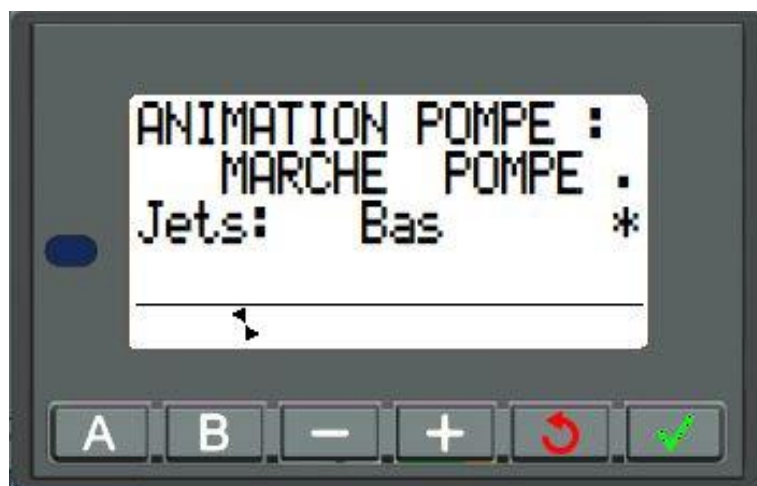 ANIMATION POMPE :
MARCHE POMPE .
Jets: Bas *
A B - +